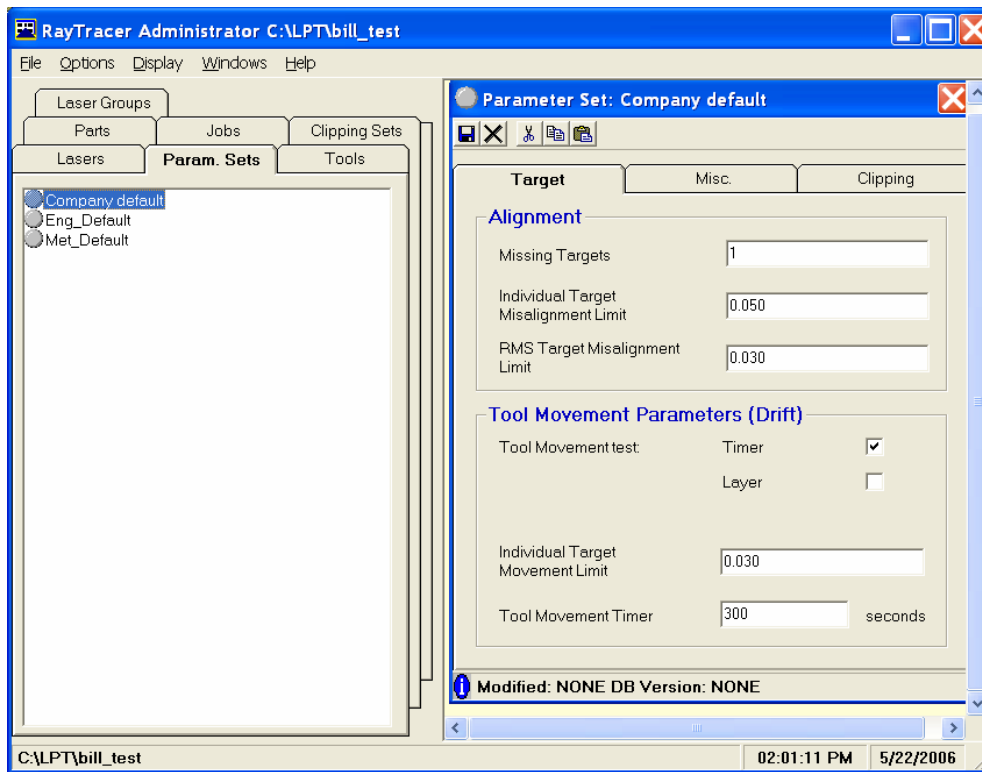 RayTracer Administrator C:\LPT\bill_test
File Options Display Windows Help
Laser Groups
Parts Jobs Clipping Sets
Lasers Param. Sets Tools
Company default
Eng_Default
Met_Default
Parameter Set: Company default
Target Misc. Clipping
Alignment
Missing Targets 1
Individual Target
Misalignment Limit 0.050
RMS Target Misalignment
Limit 0.030
Tool Movement Parameters (Drift)
Tool Movement test: Timer
Layer
Individual Target
Movement Limit 0.030
Tool Movement Timer 300 seconds
Modified: NONE DB Version: NONE
C:\LPT\bill_test 02:01:11 PM 5/22/2006